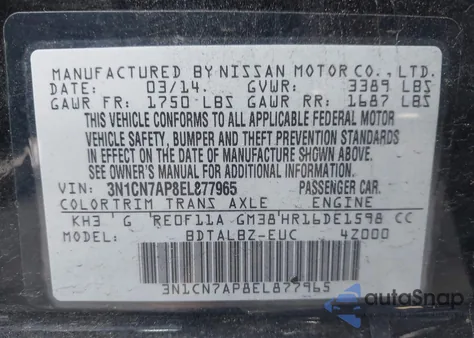 MANUFACTURED BY NISSAN MOTOR CO., LTD.
DATE: 03/14. GVWR: 3389 LBS
GAWR FR: 1750 LBS GAWR RR: 1687 LBS
THIS VEHICLE CONFORMS TO ALL APPLICABLE FEDERAL MOTOR
VEHICLE SAFETY, BUMPER AND THEFT PREVENTION STANDARDS
IN EFFECT ON THE DATE OF MANUFACTURE SHOWN ABOVE.
SEE OWNER'S MANUAL FOR ADDITIONAL INFORMATION.
VIN: 3N1CN7AP8EL877965 PASSENGER CAR.
COLOR TRIM TRANS AXLE ENGINE
KH3 G RE0F11A GM38 HR16DE1598 CC
MODEL: BDTALBZ-EUC 4Z000
3N1CN7AP8EL877965
autoSnap